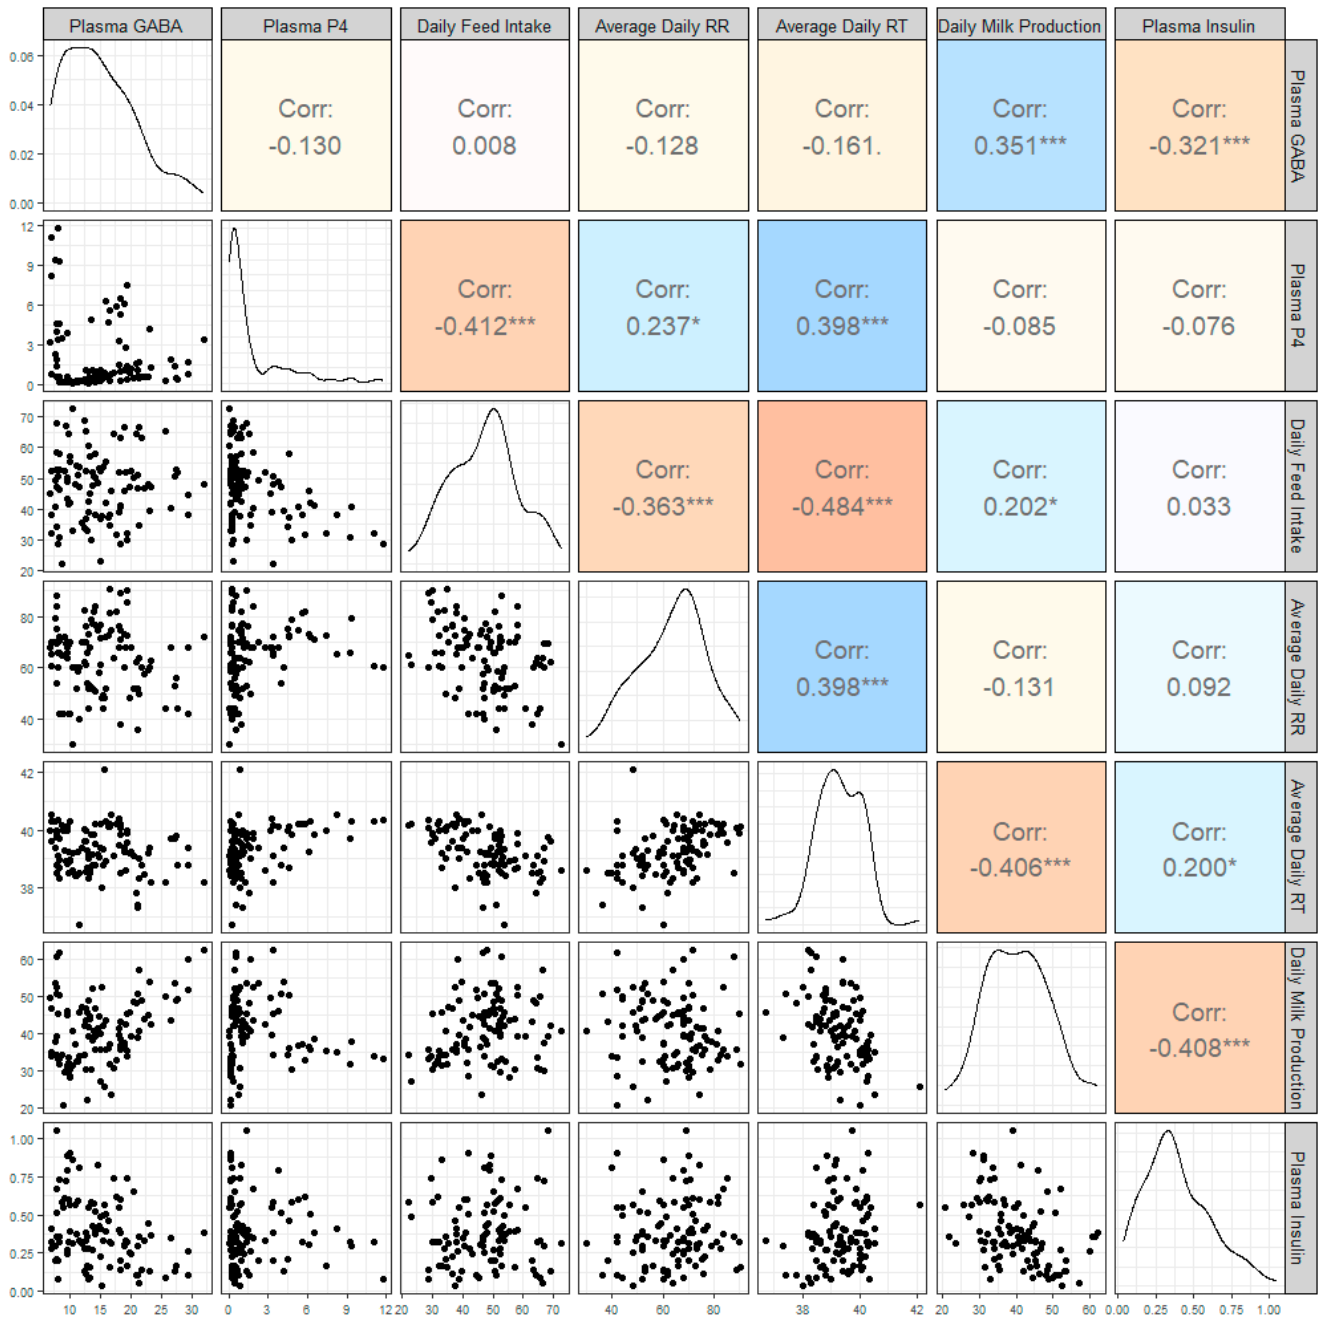 Plasma GABA
Plasma P4
Daily Feed Intake
Average Daily RR
Average Daily RT
Daily Milk Production
Plasma Insulin
0.06
0.04
0.02
0.00
Corr:
-0.130
Corr:
0.008
Corr:
-0.128
Corr:
-0.161.
Corr:
0.351***
Corr:
-0.321***
Plasma GABA
12
9
6
3
0
Corr:
-0.412***
Corr:
0.237*
Corr:
0.398***
Corr:
-0.085
Corr:
-0.076
Plasma P4
70
60
50
40
30
20
Corr:
-0.363***
Corr:
-0.484***
Corr:
0.202*
Corr:
0.033
Daily Feed Intake
80
60
40
Corr:
0.398***
Corr:
-0.131
Corr:
0.092
Average Daily RR
42
40
38
Corr:
-0.406***
Corr:
0.200*
Average Daily RT
60
50
40
30
20
Corr:
-0.408***
Daily Milk Production
1.00
0.75
0.50
0.25
0.00
Plasma Insulin
10 15 20 25 30
0 3 6 9 12
20 30 40 50 60 70
40 60 80
38 40 42
20 30 40 50 60
0.00 0.25 0.50 0.75 1.00